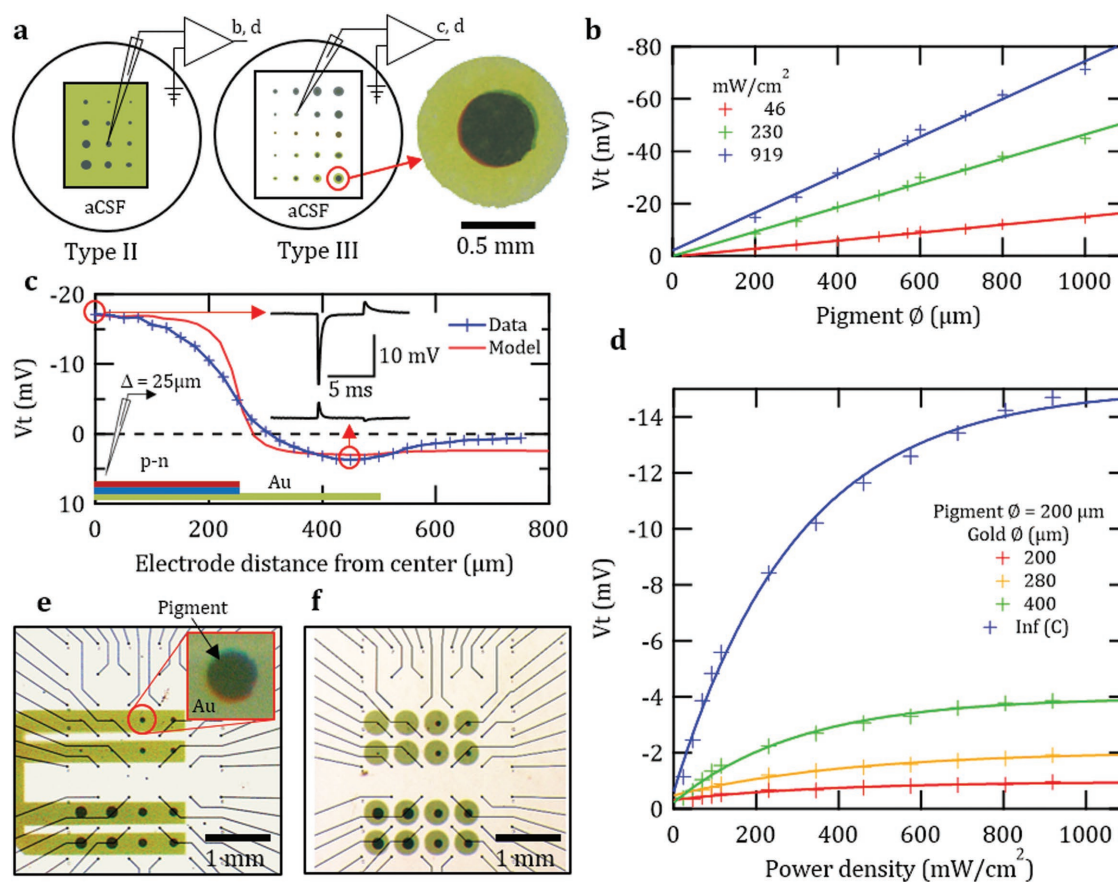 a
b, d
aCSF
Type II
c, d
aCSF
Type III
0.5 mm
b
-80
-60
-40
-20
0
Vt (mV)
mW/cm²
46
230
919
0
200
400
600
800
1000
Pigment Ø (µm)
c
-20
-10
0
10
Vt (mV)
Data
Model
10 mV
5 ms
Δ = 25µm
p-n
Au
0
200
400
600
800
Electrode distance from center (µm)
d
-14
-12
-10
-8
-6
-4
-2
0
Vt (mV)
Pigment Ø = 200 µm
Gold Ø
(µm)
200
280
400
Inf (C)
0
200
400
600
800
1000
Power density (mW/cm²)
e
Pigment
Au
1 mm
f
1 mm